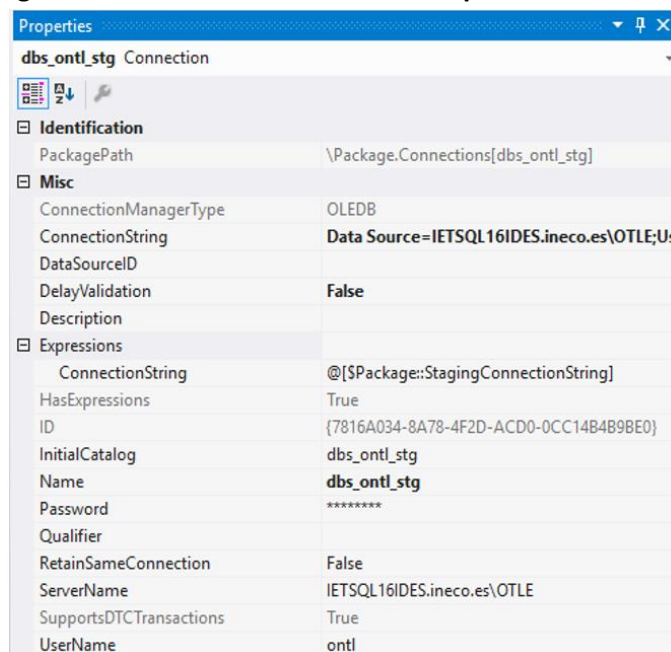 Properties
dbs_ontl_stg Connection
Identification
PackagePath \Package.Connections[dbs_ontl_stg]
Misc
ConnectionManagerType OLEDB
ConnectionString Data Source=IETSQL16IDES.ineco.es\OTLE;Us
DataSourceID
DelayValidation False
Description
Expressions
ConnectionString @[$Package::StagingConnectionString]
HasExpressions True
ID {7816A034-8A78-4F2D-ACD0-0CC14B4B9BE0}
InitialCatalog dbs_ontl_stg
Name dbs_ontl_stg
Password ********
Qualifier
RetainSameConnection False
ServerName IETSQL16IDES.ineco.es\OTLE
SupportsDTCTransactions True
UserName ontl